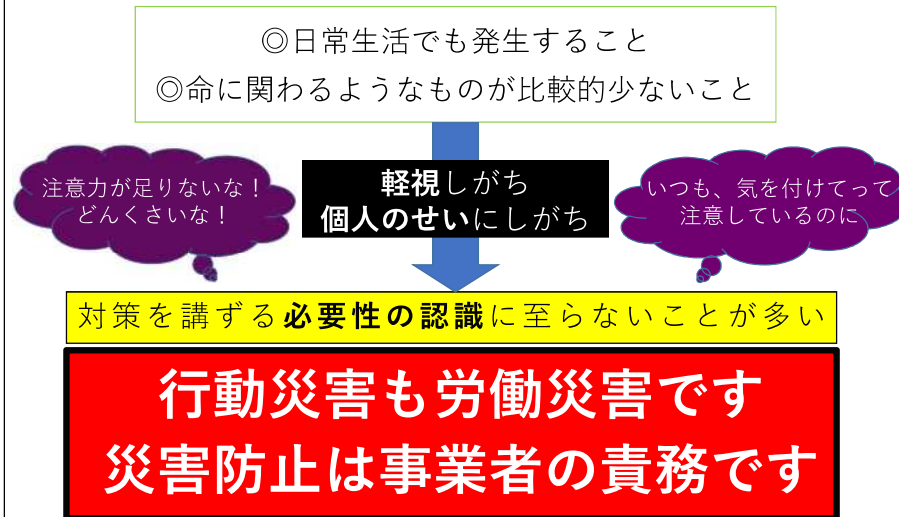 ◎日常生活でも発生すること
◎命に関わるようなものが比較的少ないこと
注意力が足りないな！
どんくさいな！
軽視しがち
個人のせいにしがち
いつも、気を付けてって
注意しているのに
対策を講ずる必要性の認識に至らないことが多い
行動災害も労働災害です
災害防止は事業者の責務です